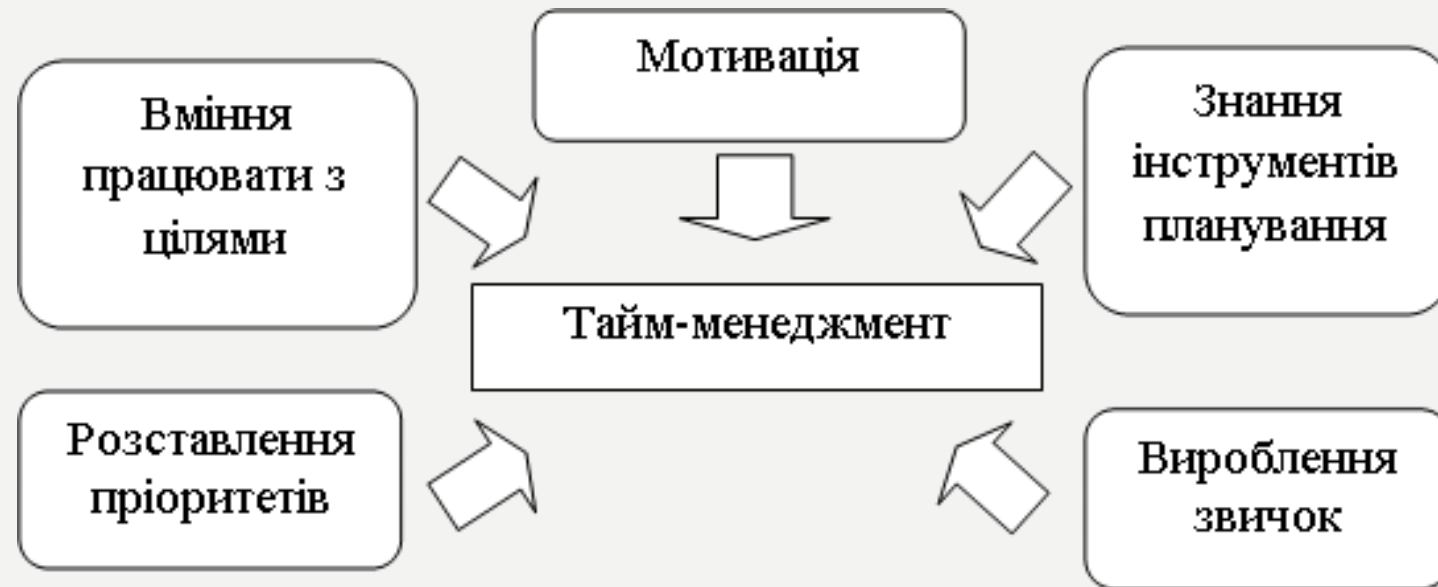 Мотивація
Вміння
працювати з
цілями
Знання
інструментів
планування
Тайм-менеджмент
Розставлення
пріоритетів
Вироблення
звичок